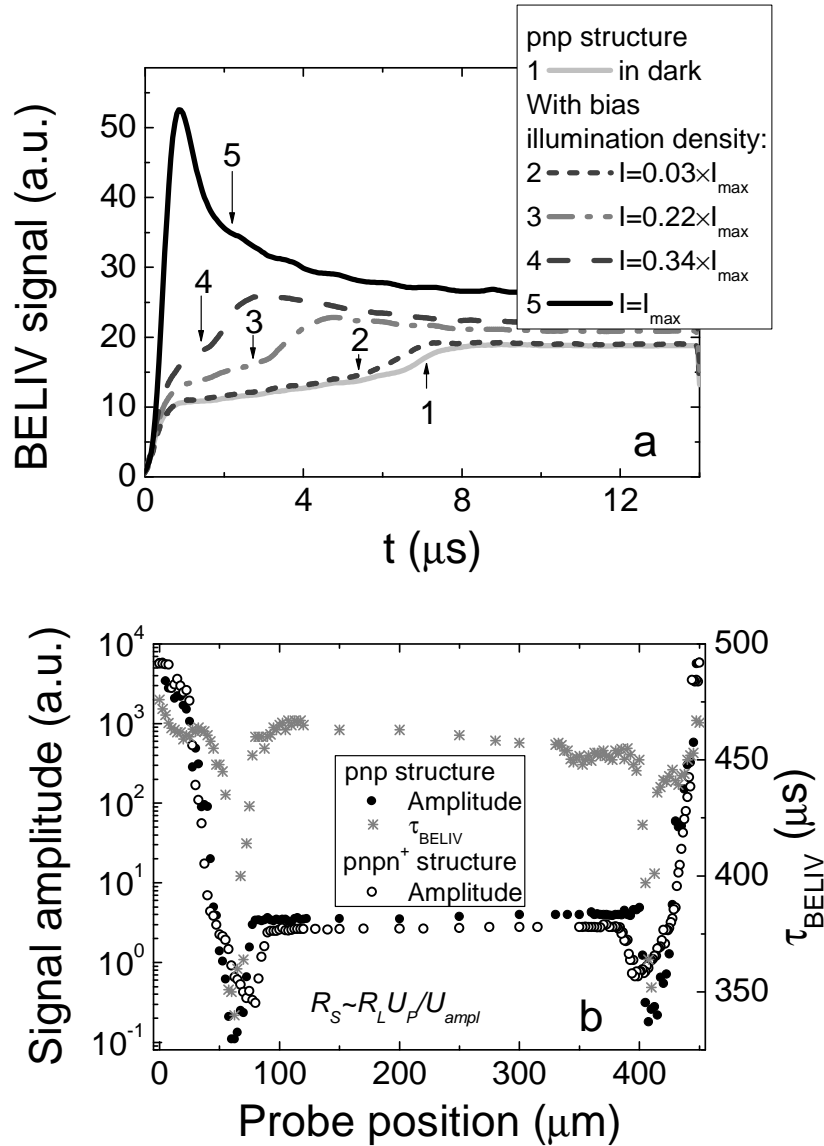 pnp structure
1 in dark
With bias
illumination density:
2 I=0.03×Imax
3 I=0.22×Imax
4 I=0.34×Imax
5 I=Imax
BELIV signal (a.u.)
50
40
30
20
10
0
5
4
3
2
1
a
0 4 8 12
t (μs)
Signal amplitude (a.u.)
10^4
10^3
10^2
10^1
10^0
10^-1
pnp structure
Amplitude
τBELIV
pnpn+ structure
Amplitude
RS~RLUP/Uampl
b
500
450
400
350
τBELIV (μs)
0 100 200 300 400
Probe position (μm)